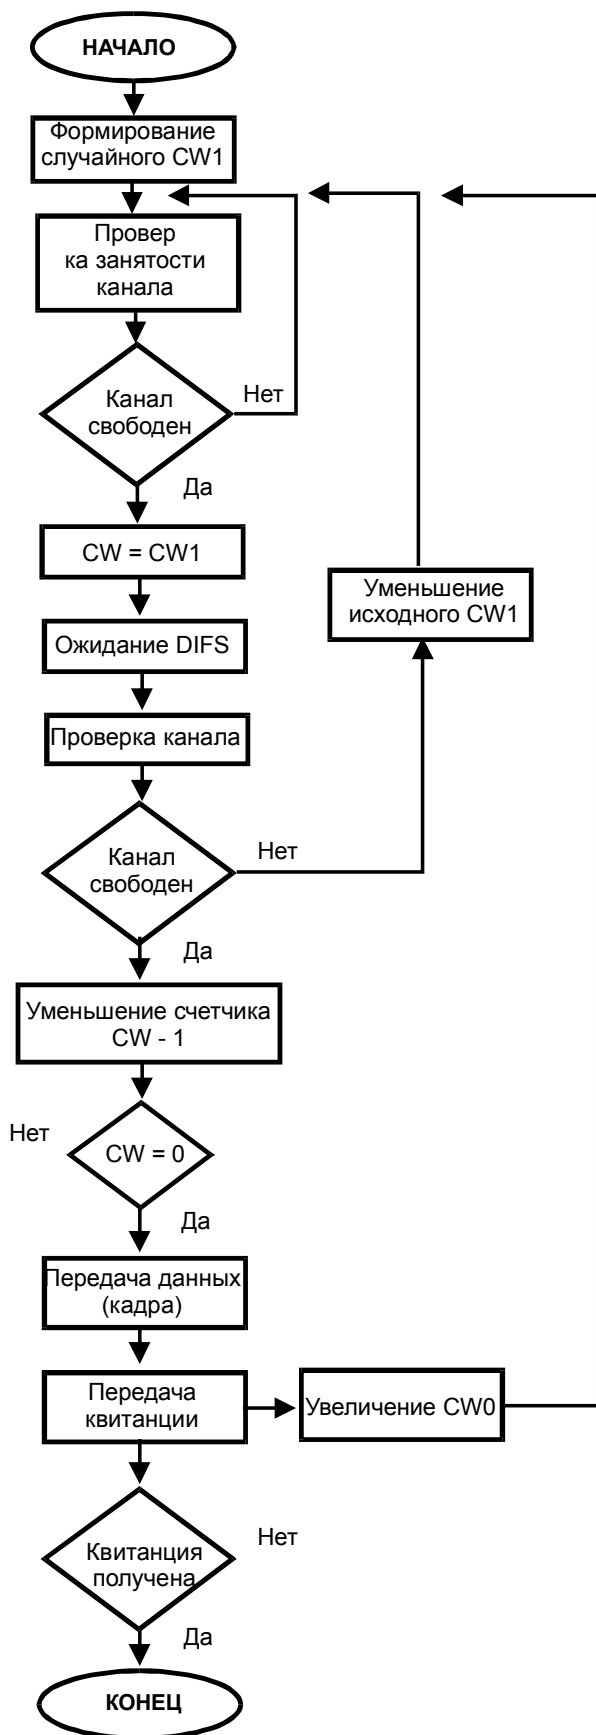 НАЧАЛО
Формирование
случайного CW1
Провер
ка занятости
канала
Канал
свободен
Нет
Да
CW = CW1
Уменьшение
исходного CW1
Ожидание DIFS
Проверка канала
Канал
свободен
Нет
Да
Уменьшение счетчика
CW - 1
Нет
CW = 0
Да
Передача данных
(кадра)
Передача
квитанции
Увеличение CW0
Квитанция
получена
Нет
Да
КОНЕЦ